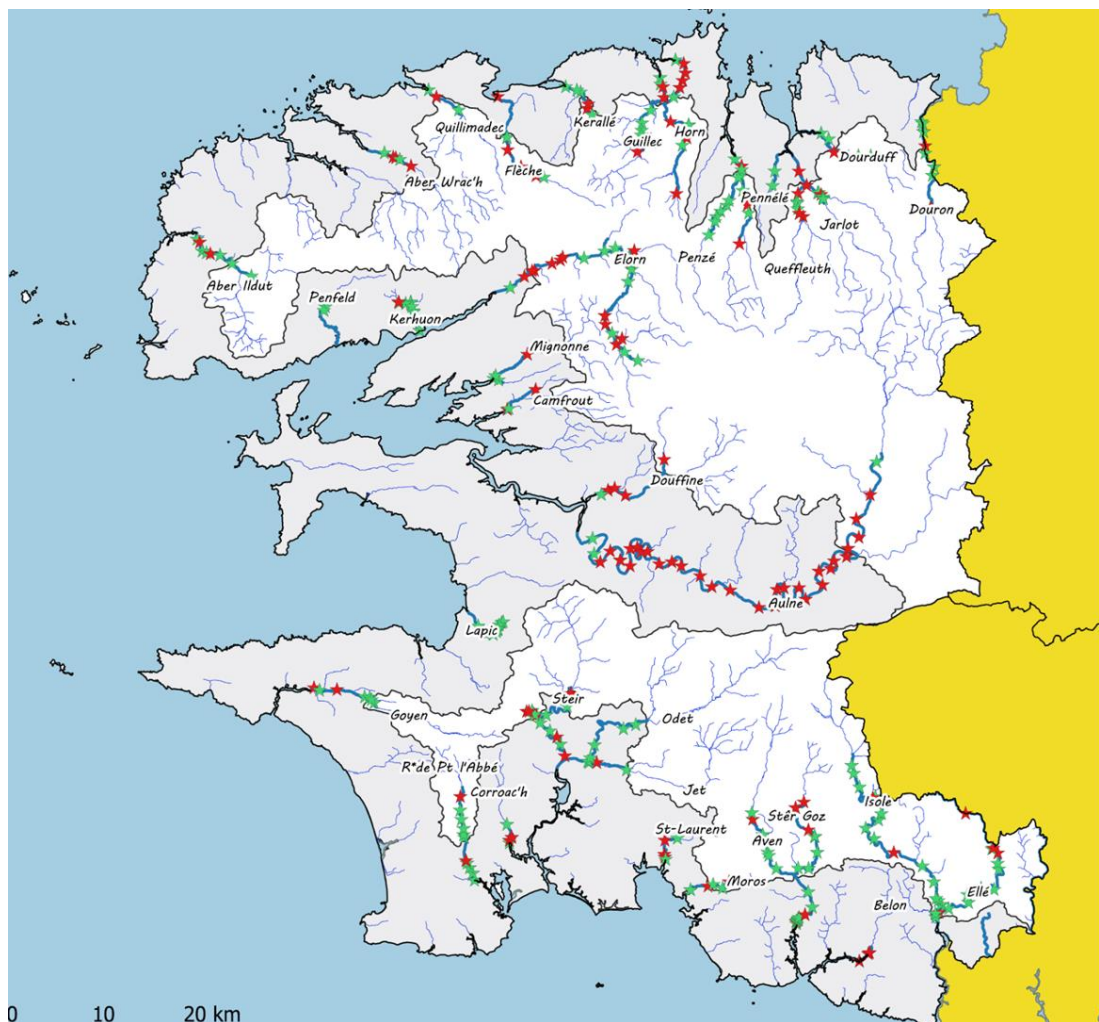 Quillimadec
Kerallé
Guillec
Horn
Dourduff
Flèche
Aber Wrac'h
Pennélé
Jarlot
Douron
Penzé
Queffleuth
Elorn
Aber Ildut
Penfeld
Kerhuon
Mignonne
Camfrout
Douffine
Aulne
Lapic
Steir
Goyen
Odet
R* de Pt l'Abbé
Corroac'h
Jet
Isole
Stêr Goz
St-Laurent
Aven
Moros
Ellé
Belon
0 10 20 km